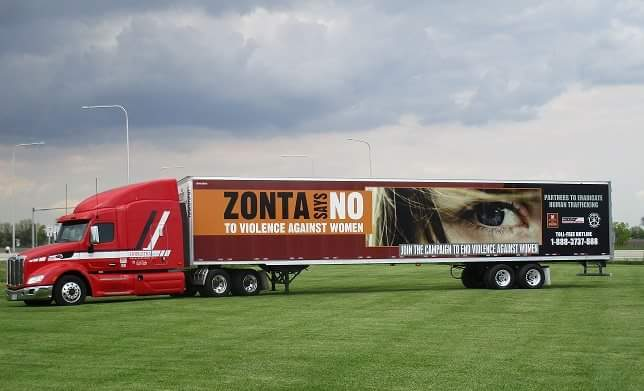 ZONTA SAYS NO
TO VIOLENCE AGAINST WOMEN
JOIN THE CAMPAIGN TO END VIOLENCE AGAINST WOMEN
PARTNERS TO ERADICATE
HUMAN TRAFFICKING
TOLL-FREE HOTLINE
1-888-3737-888